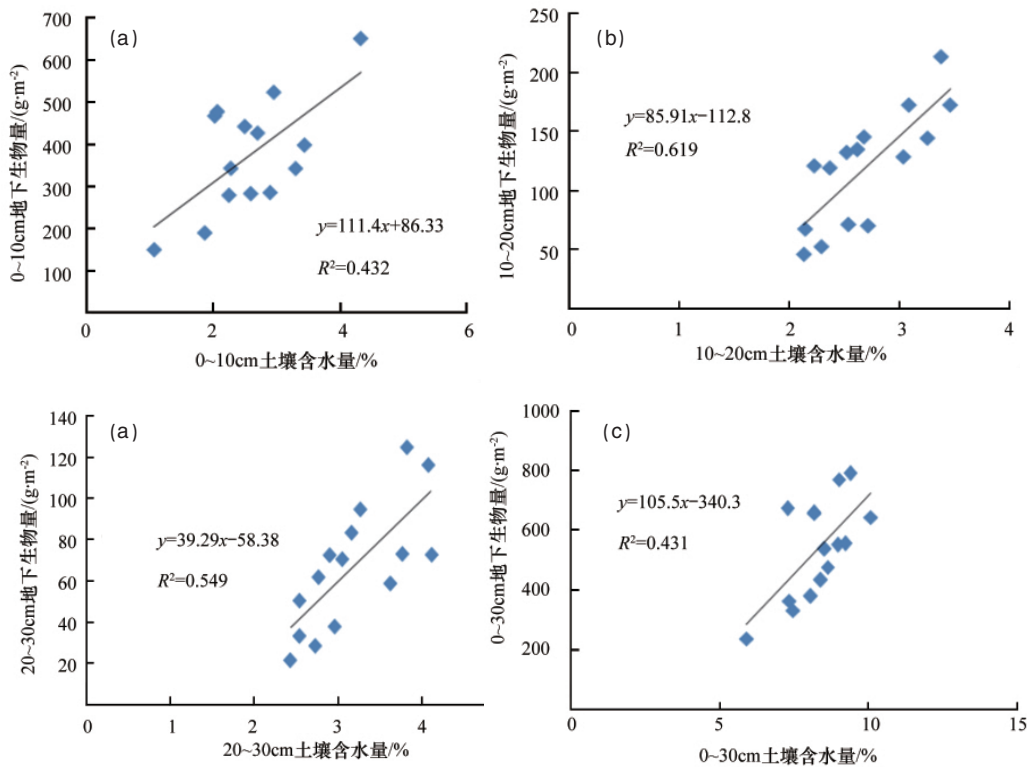 (a)
700
600
500
400
300
200
100
0~10cm地下生物量/(g·m⁻²)
y=111.4x+86.33
R²=0.432
0 2 4 6
0~10cm土壤含水量/%
(b)
250
200
150
100
50
10~20cm地下生物量/(g·m⁻²)
y=85.91x−112.8
R²=0.619
0 1 2 3 4
10~20cm土壤含水量/%
(a)
140
120
100
80
60
40
20
20~30cm地下生物量/(g·m⁻²)
y=39.29x−58.38
R²=0.549
0 1 2 3 4
20~30cm土壤含水量/%
(c)
1000
800
600
400
200
0~30cm地下生物量/(g·m⁻²)
y=105.5x−340.3
R²=0.431
0 5 10 15
0~30cm土壤含水量/%